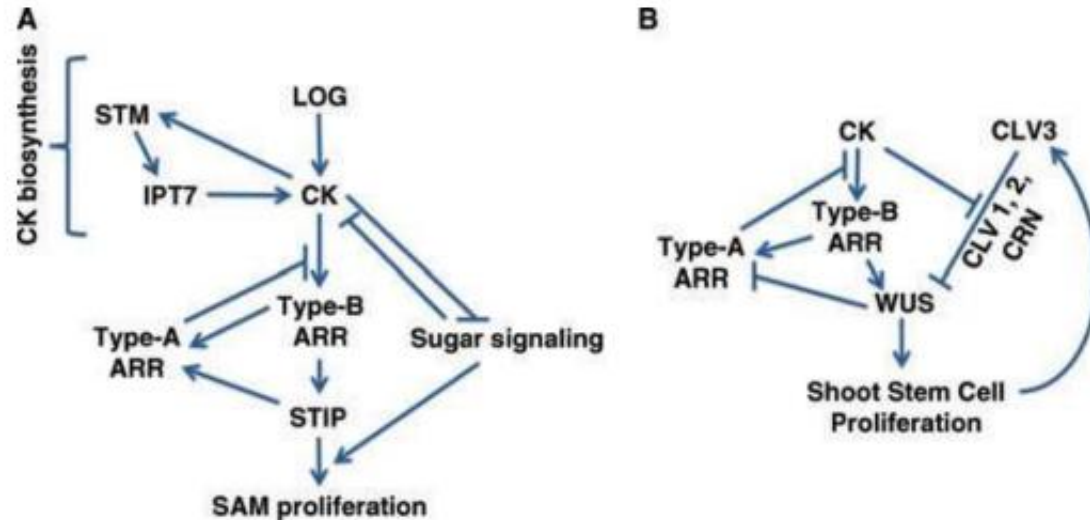 A
CK biosynthesis
STM
LOG
IPT7
CK
Type-A
ARR
Type-B
ARR
Sugar signaling
STIP
SAM proliferation
B
CK
CLV3
CLV 1, 2,
CRN
Type-B
ARR
Type-A
ARR
WUS
Shoot Stem Cell
Proliferation